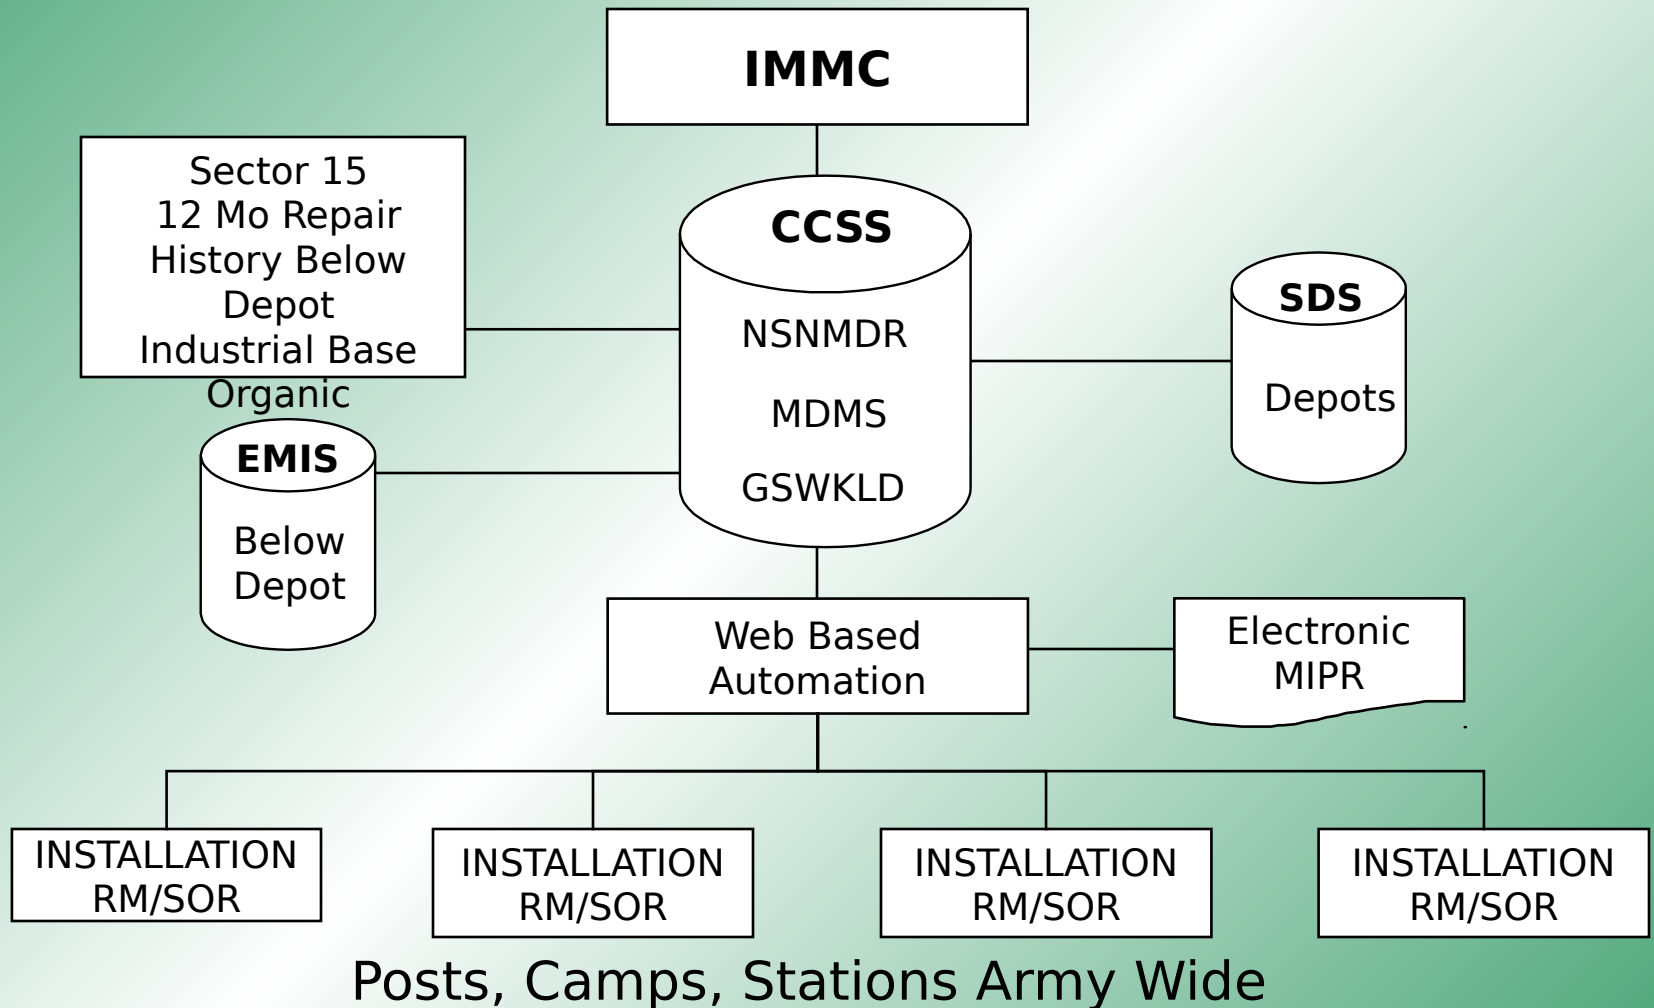 IMMC
Sector 15
12 Mo Repair
History Below
Depot
Industrial Base
Organic
CCSS
NSNMDR
MDMS
GSWKLD
SDS
Depots
EMIS
Below
Depot
Web Based
Automation
Electronic
MIPR
INSTALLATION
RM/SOR
INSTALLATION
RM/SOR
INSTALLATION
RM/SOR
INSTALLATION
RM/SOR
Posts, Camps, Stations Army Wide